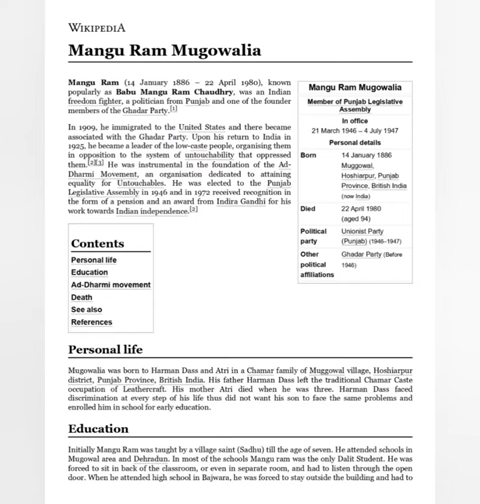 WIKIPEDIA
Mangu Ram Mugowalia
Mangu Ram (14 January 1886 – 22 April 1980), known
popularly as Babu Mangu Ram Chaudhry, was an Indian
freedom fighter, a politician from Punjab and one of the founder
members of the Ghadar Party.[1]
In 1909, he immigrated to the United States and there became
associated with the Ghadar Party. Upon his return to India in
1925, he became a leader of the low-caste people, organising them
in opposition to the system of untouchability that oppressed
them.[2][3] He was instrumental in the foundation of the Ad-
Dharmi Movement, an organisation dedicated to attaining
equality for Untouchables. He was elected to the Punjab
Legislative Assembly in 1946 and in 1972 received recognition in
the form of a pension and an award from Indira Gandhi for his
work towards Indian independence.[2]
Mangu Ram Mugowalia
Member of Punjab Legislative
Assembly
In office
21 March 1946 – 4 July 1947
Personal details
Born 14 January 1886
Muggowal,
Hoshiarpur, Punjab
Province, British India
(now India)
Died 22 April 1980
(aged 94)
Political Unionist Party
party (Punjab) (1946–1947)
Other Ghadar Party (Before
political 1946)
affiliations
Contents
Personal life
Education
Ad-Dharmi movement
Death
See also
References
Personal life
Mugowalia was born to Harman Dass and Atri in a Chamar family of Muggowal village, Hoshiarpur
district, Punjab Province, British India. His father Harman Dass left the traditional Chamar Caste
occupation of Leathercraft. His mother Atri died when he was three. Harman Dass faced
discrimination at every step of his life thus did not want his son to face the same problems and
enrolled him in school for early education.
Education
Initially Mangu Ram was taught by a village saint (Sadhu) till the age of seven. He attended schools in
Mugowal area and Dehradun. In most of the schools Mangu ram was the only Dalit Student. He was
forced to sit in back of the classroom, or even in separate room, and had to listen through the open
door. When he attended high school in Bajwara, he was forced to stay outside the building and had to